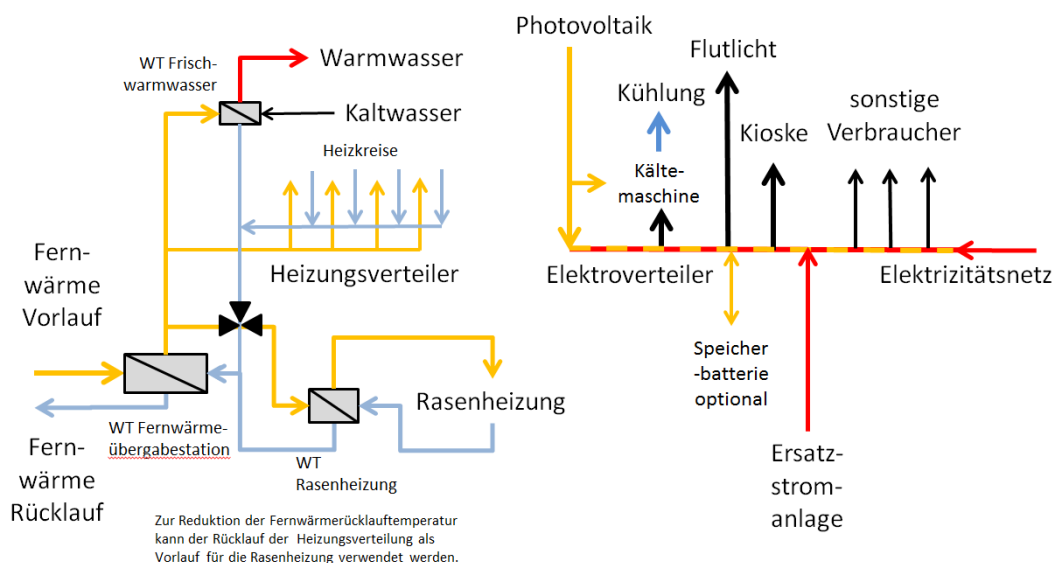 WT Frisch-
warmwasser
Warmwasser
Kaltwasser
Heizkreise
Heizungsverteiler
Fern-
wärme
Vorlauf
WT Fernwärme-
übergabestation
Fern-
wärme
Rücklauf
Rasenheizung
WT
Rasenheizung
Zur Reduktion der Fernwärmerücklauftemperatur
kann der Rücklauf der Heizungsverteilung als
Vorlauf für die Rasenheizung verwendet werden.
Photovoltaik
Flutlicht
Kühlung
Kioske
sonstige
Verbraucher
Kälte-
maschine
Elektroverteiler
Elektrizitätsnetz
Speicher
-batterie
optional
Ersatz-
strom-
anlage